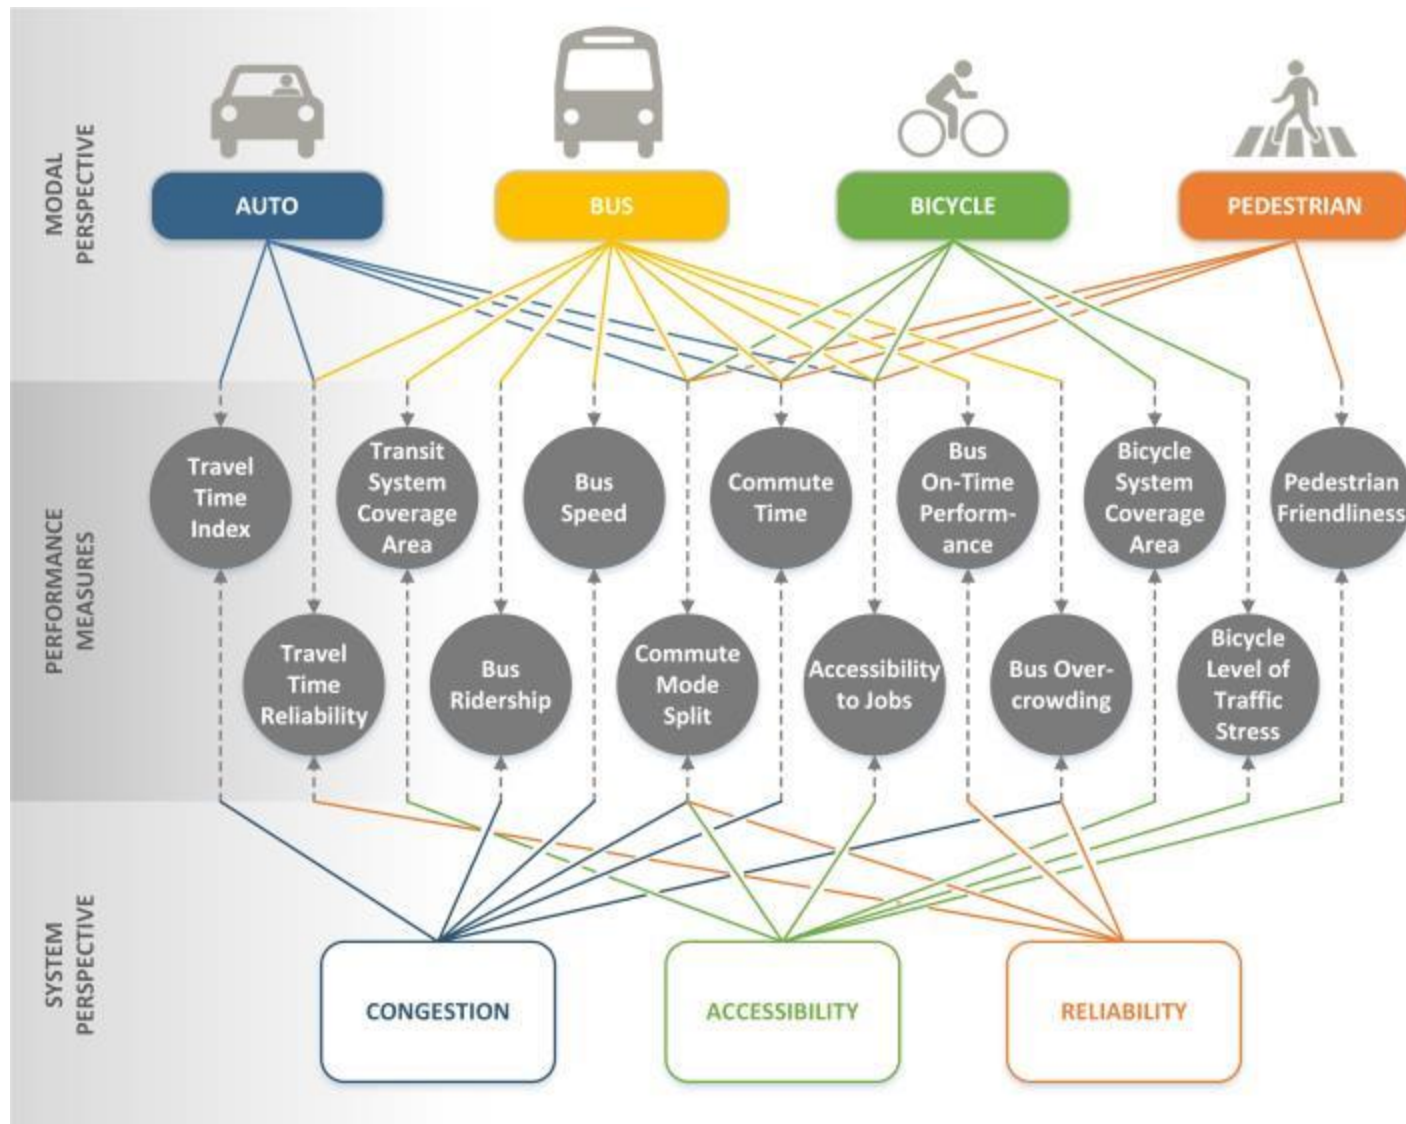 MODAL
PERSPECTIVE
AUTO
BUS
BICYCLE
PEDESTRIAN
PERFORMANCE
MEASURES
Travel
Time
Index
Transit
System
Coverage
Area
Bus
Speed
Commute
Time
Bus
On-Time
Perform-
ance
Bicycle
System
Coverage
Area
Pedestrian
Friendliness
Travel
Time
Reliability
Bus
Ridership
Commute
Mode
Split
Accessibility
to Jobs
Bus Over-
crowding
Bicycle
Level of
Traffic
Stress
SYSTEM
PERSPECTIVE
CONGESTION
ACCESSIBILITY
RELIABILITY